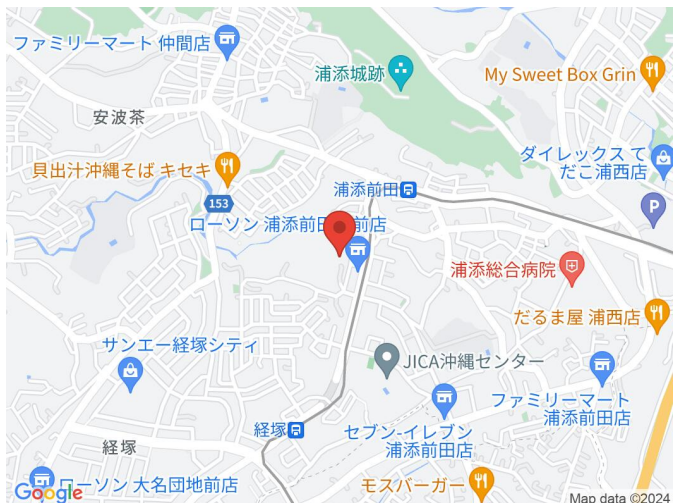 ファミリーマート 仲間店
浦添城跡
My Sweet Box Grin
安波茶
ダイレックス て
だこ浦西店
貝出汁沖縄そば キセキ
浦添前田
153
P
ローソン 浦添前田
前店
浦添総合病院
だるま屋 浦西店
サンエー経塚シティ
JICA沖縄センター
ファミリーマート
浦添前田店
経塚
セブン-イレブン
浦添前田店
経塚
ローソン 大名団地前店
モスバーガー
Google
Map data ©2024